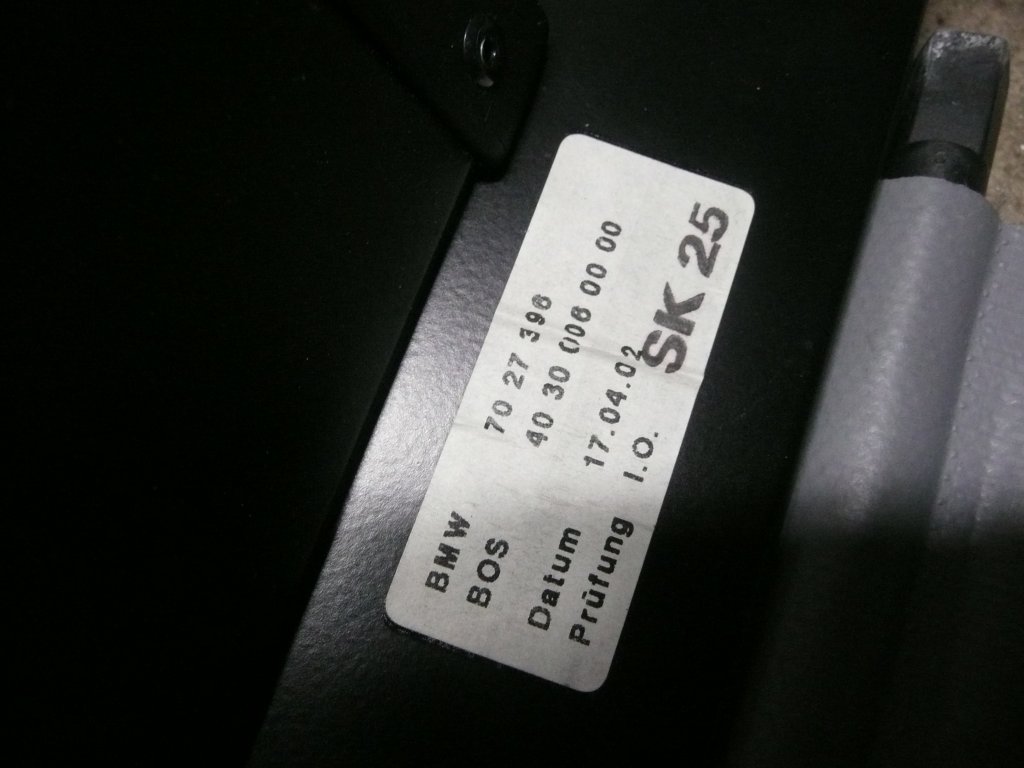 BMW 70 27 396
BOS 40 30 006 00 00
Datum 17.04.02
Prüfung I.O.
SK 25